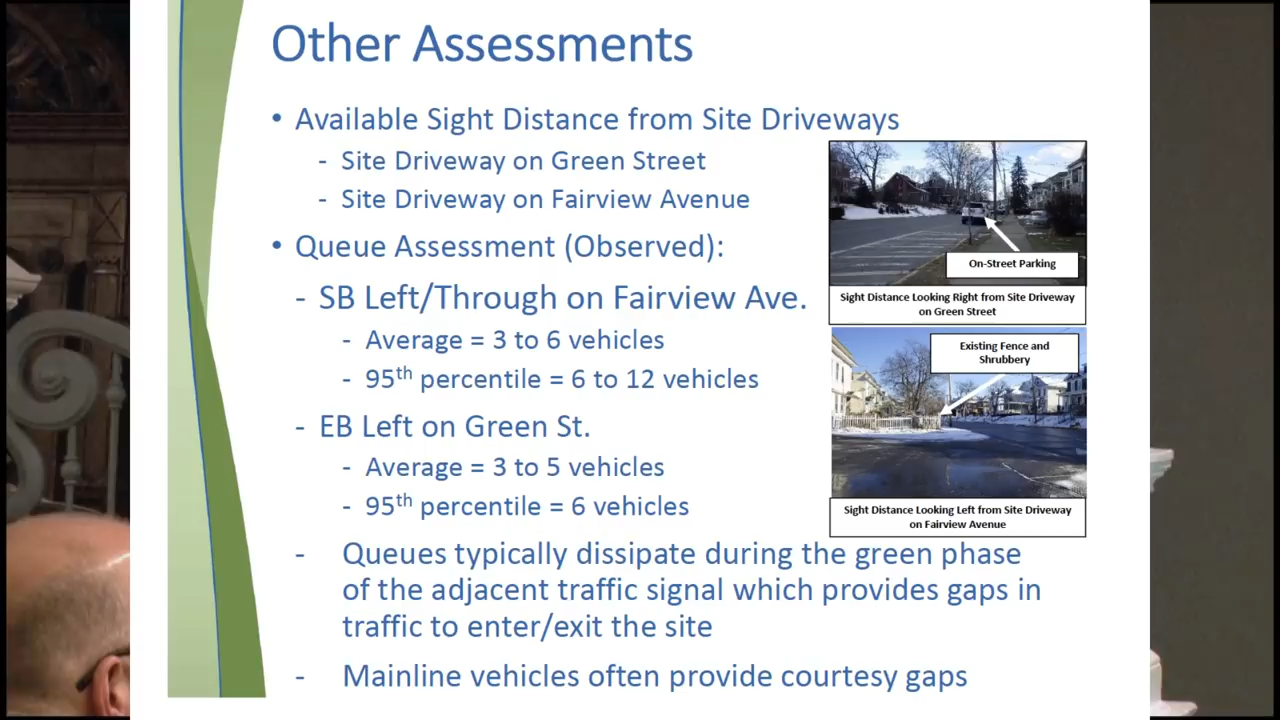 Other Assessments
• Available Sight Distance from Site Driveways
- Site Driveway on Green Street
- Site Driveway on Fairview Avenue
• Queue Assessment (Observed):
- SB Left/Through on Fairview Ave.
- Average = 3 to 6 vehicles
- 95th percentile = 6 to 12 vehicles
- EB Left on Green St.
- Average = 3 to 5 vehicles
- 95th percentile = 6 vehicles
- Queues typically dissipate during the green phase
of the adjacent traffic signal which provides gaps in
traffic to enter/exit the site
- Mainline vehicles often provide courtesy gaps
On-Street Parking
Sight Distance Looking Right from Site Driveway
on Green Street
Existing Fence and
Shrubbery
Sight Distance Looking Left from Site Driveway
on Fairview Avenue